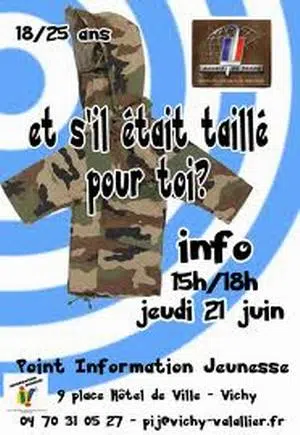 18/25 ans
et s'il était taillé
pour toi?
info
15h/18h
jeudi 21 juin
Point Information Jeunesse
9 place Hôtel de Ville - Vichy
04 70 31 05 27 - pij@vichy-valallier.fr